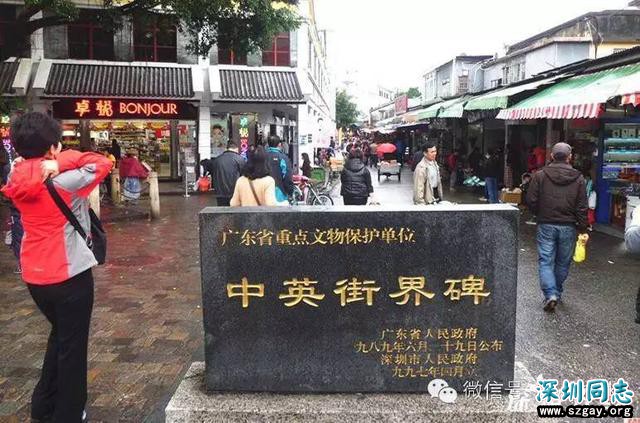 卓悦 BONJOUR
广东省重点文物保护单位
中英街界碑
广东省人民政府
一九八九年六月二十九日公布
深圳市人民政府
一九九七年四月立
微信号
深圳同志
www.szgay.org